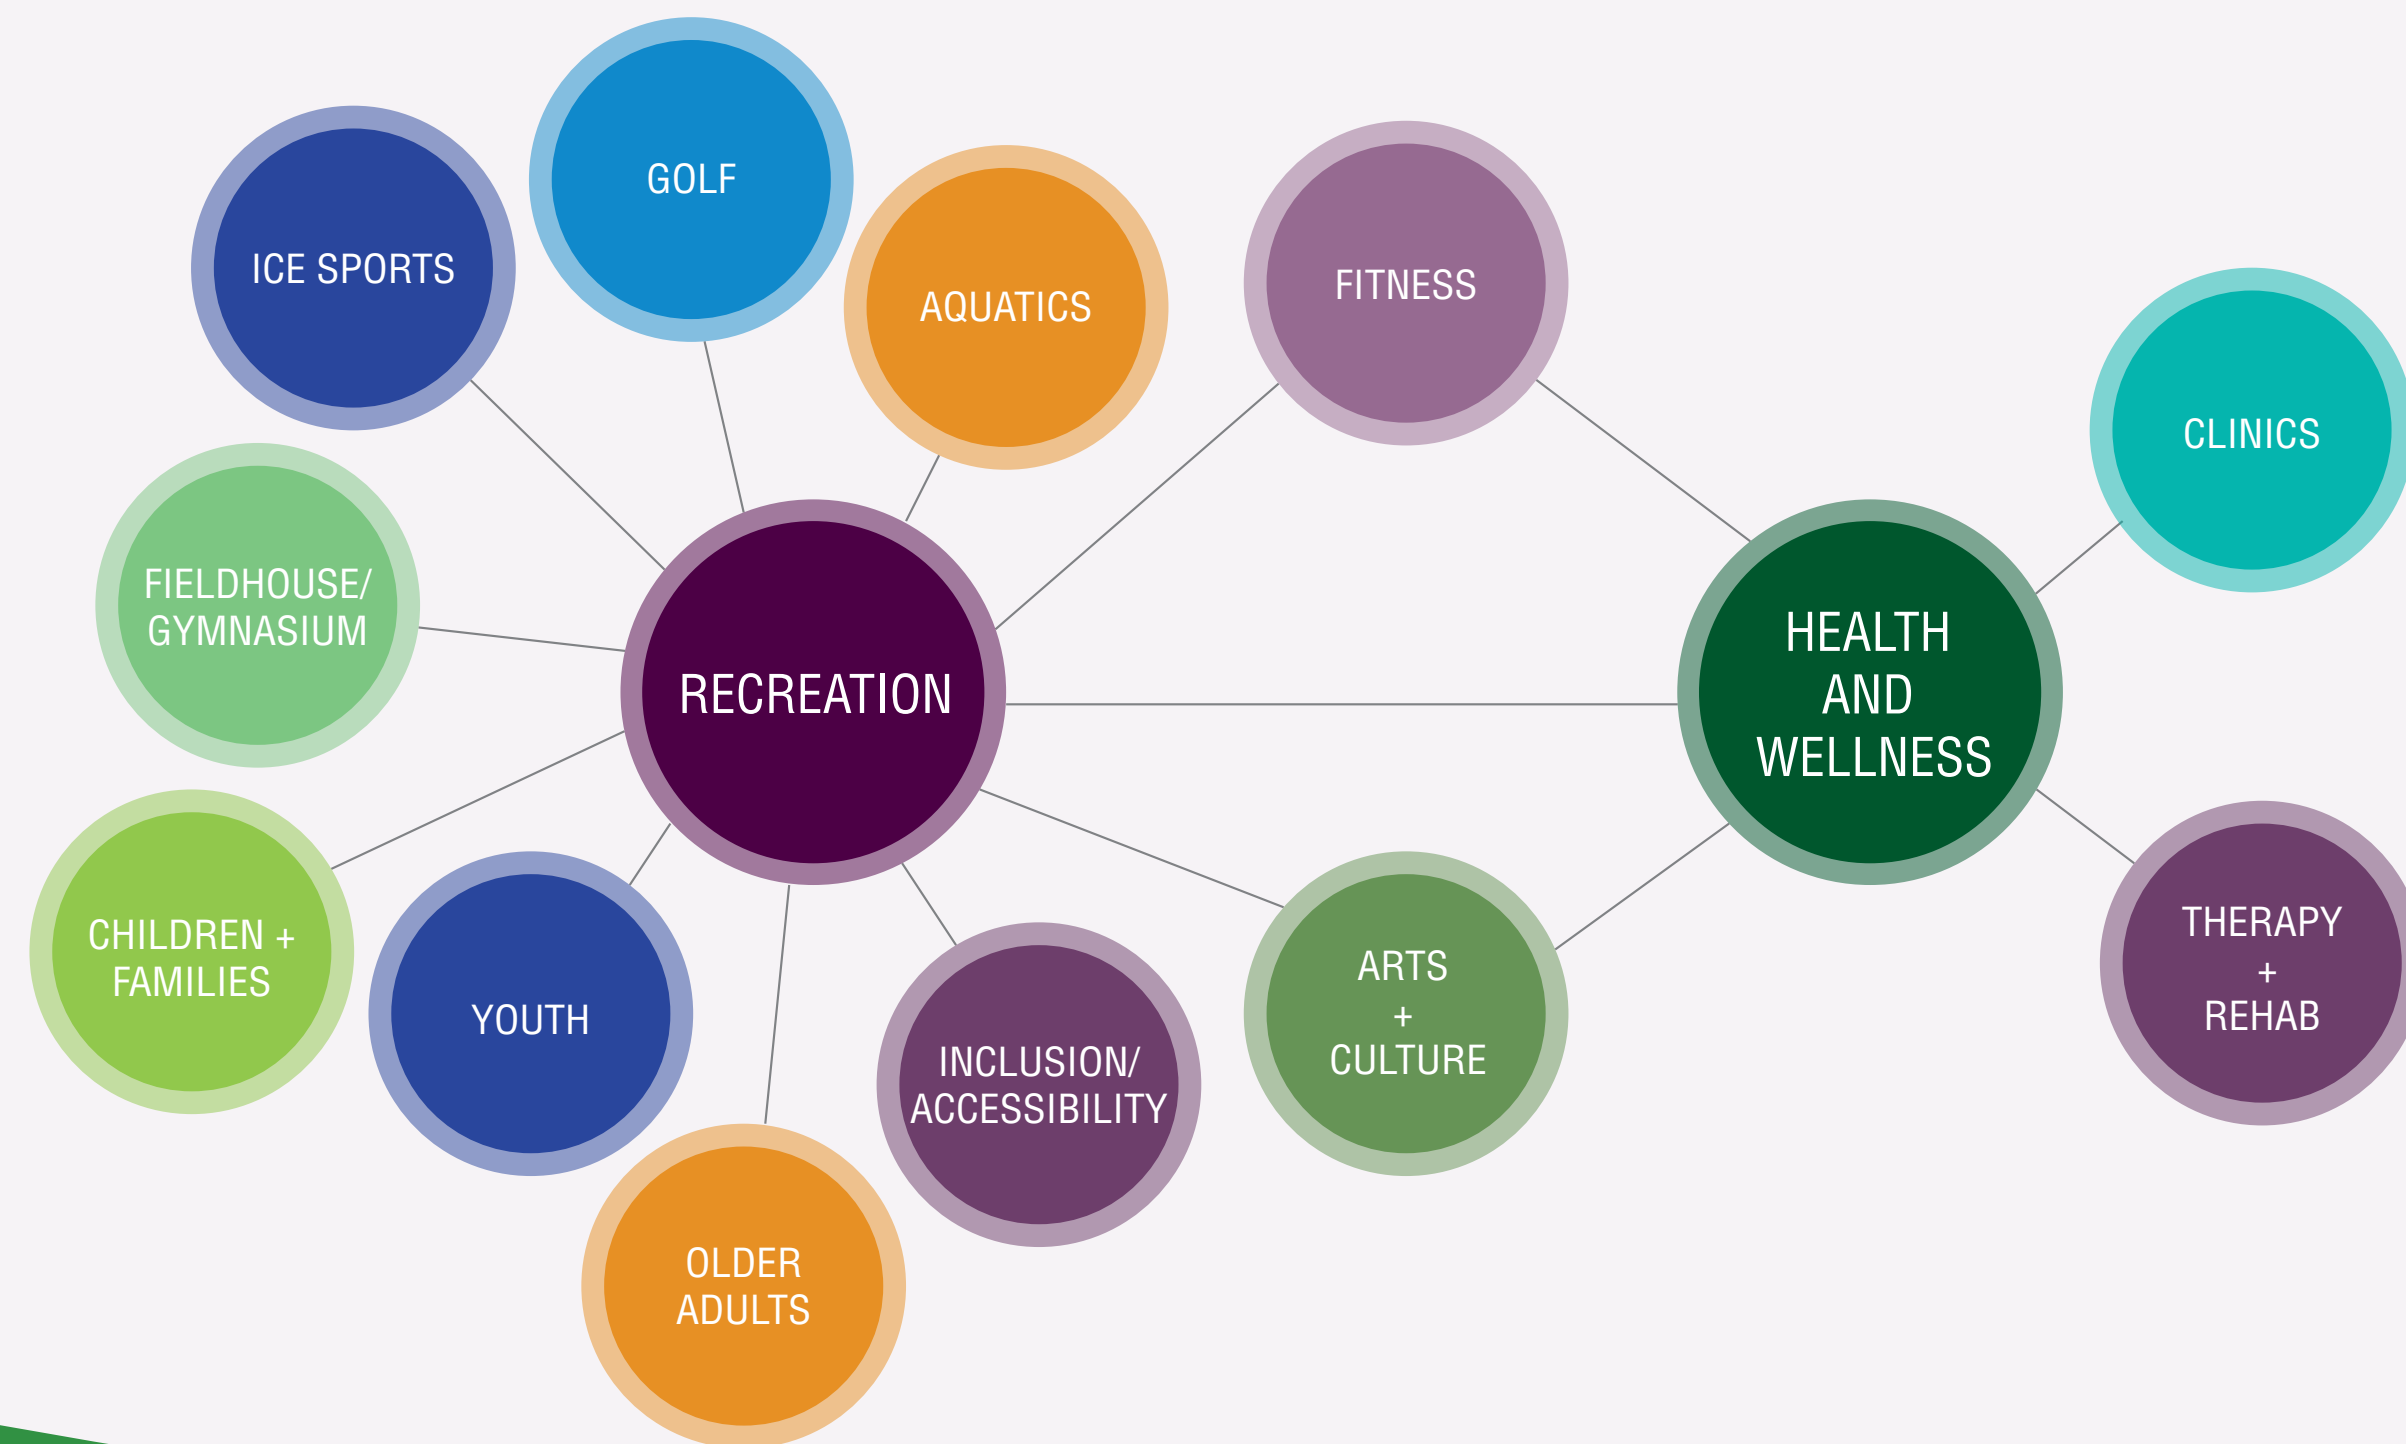 GOLF
ICE SPORTS
AQUATICS
FITNESS
CLINICS
FIELDHOUSE/
GYMNASIUM
RECREATION
HEALTH
AND
WELLNESS
CHILDREN +
FAMILIES
YOUTH
INCLUSION/
ACCESSIBILITY
ARTS
+
CULTURE
THERAPY
+
REHAB
OLDER
ADULTS